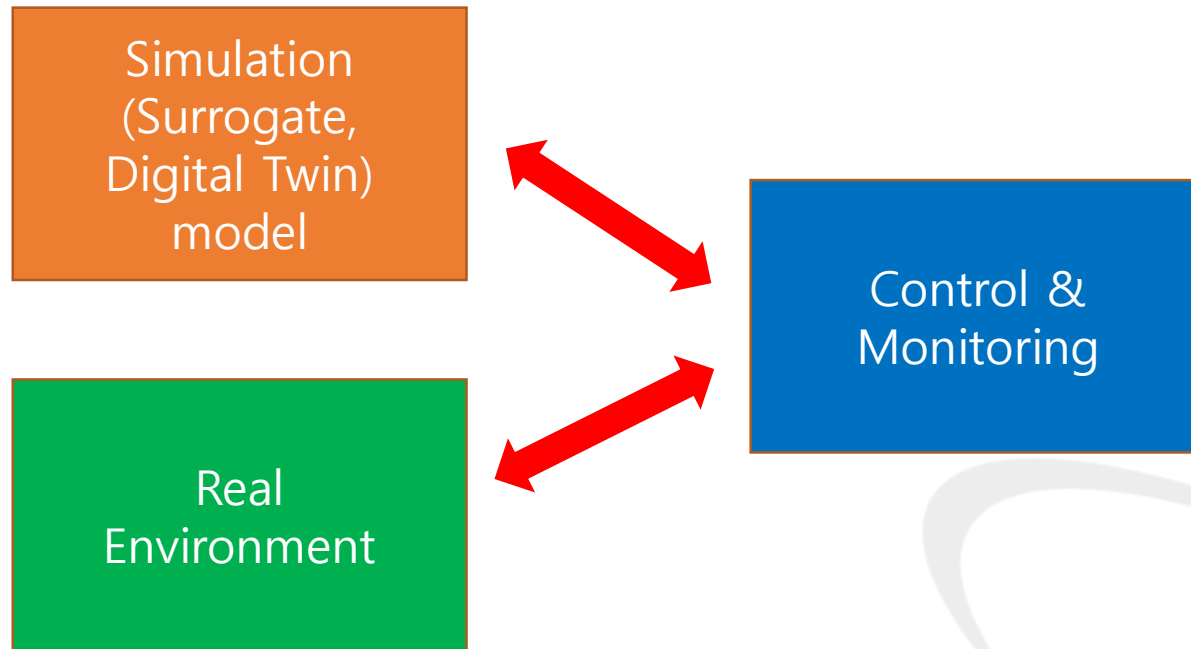 Simulation
(Surrogate,
Digital Twin)
model
Control &
Monitoring
Real
Environment